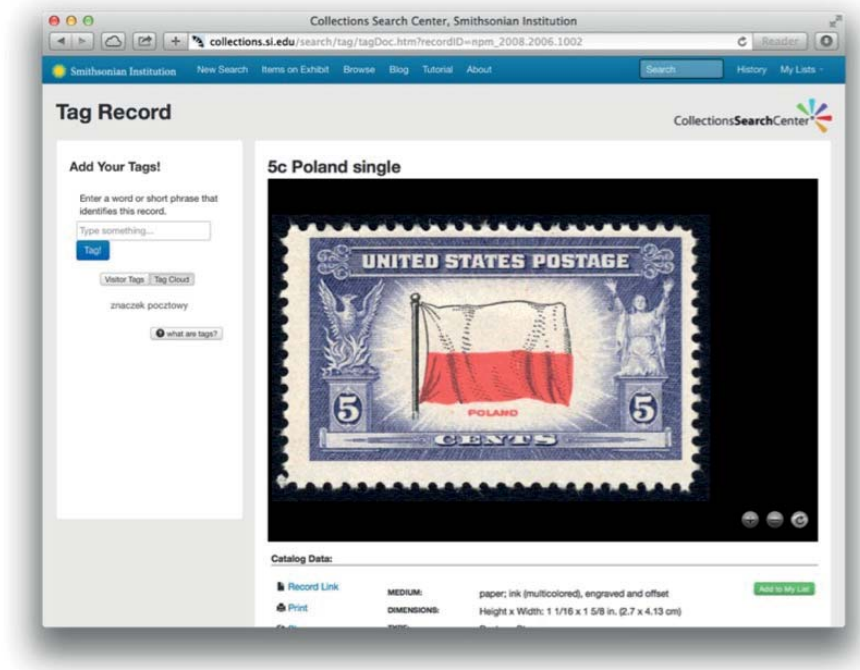 Collections Search Center, Smithsonian Institution
collections.si.edu/search/tag/tagDoc.htm?recordID=npm_2008.2006.1002
Reader
Smithsonian Institution New Search Items on Exhibit Browse Blog Tutorial About Search History My Lists
Tag Record
CollectionsSearchCenter
Add Your Tags!
Enter a word or short phrase that
identifies this record.
Type something...
Tag!
Visitor Tags Tag Cloud
znaczek pocztowy
what are tags?
5c Poland single
UNITED STATES POSTAGE
POLAND
5 5
CENTS
Catalog Data:
Record Link
Print
MEDIUM: paper; ink (multicolored), engraved and offset
DIMENSIONS: Height x Width: 1 1/16 x 1 5/8 in. (2.7 x 4.13 cm)
Add to My List